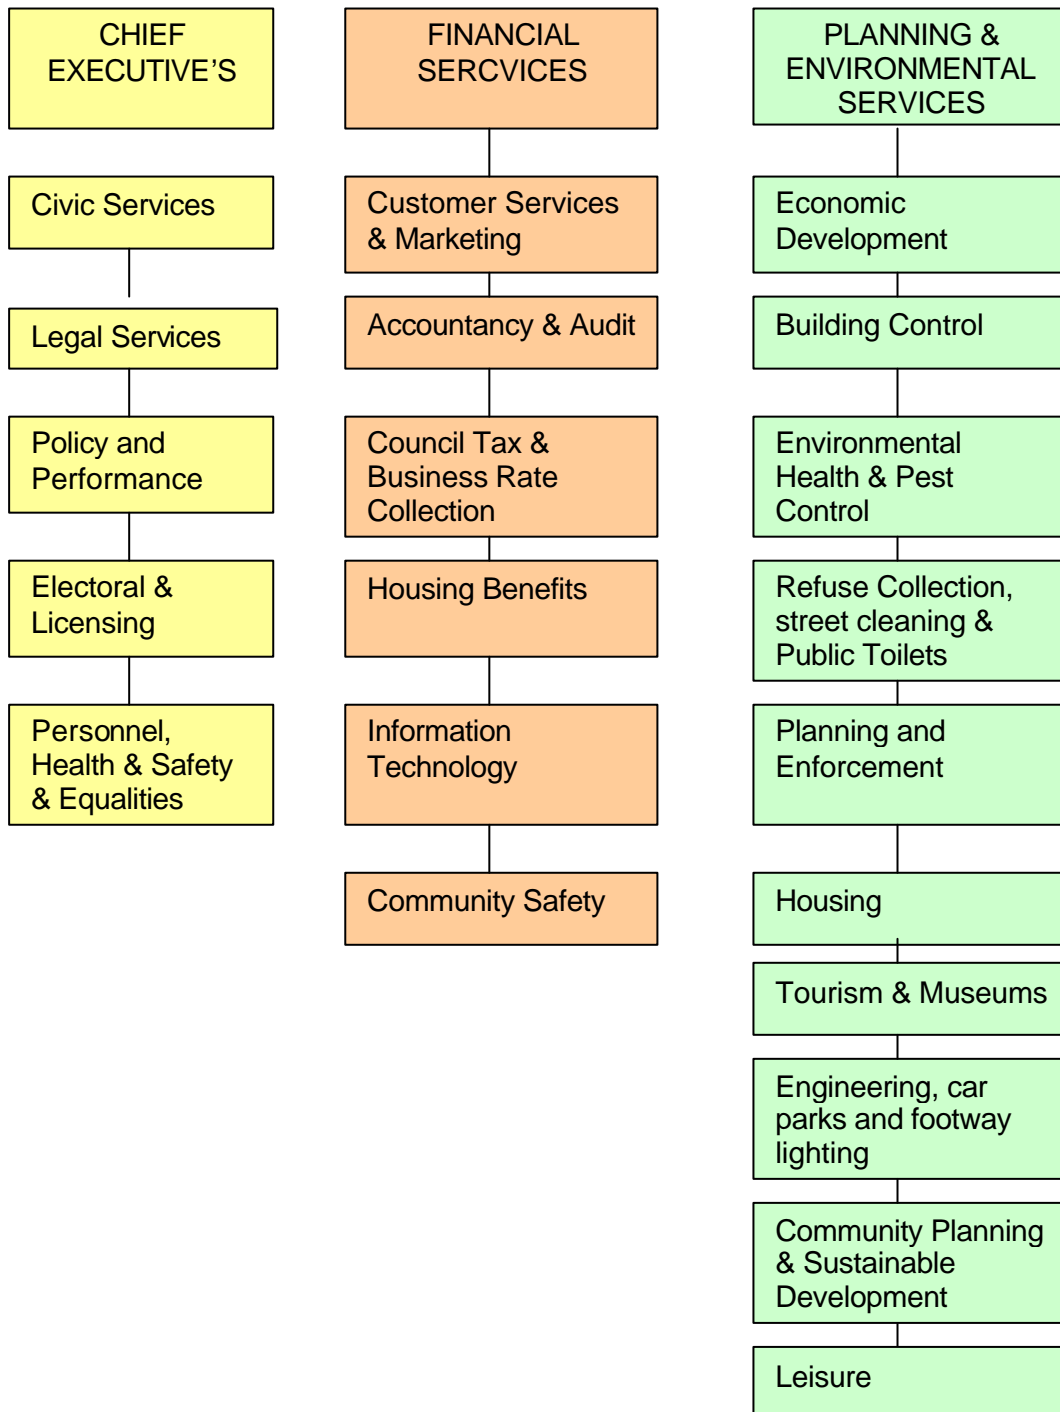 CHIEF
EXECUTIVE'S
Civic Services
Legal Services
Policy and
Performance
Electoral &
Licensing
Personnel,
Health & Safety
& Equalities
FINANCIAL
SERCVICES
Customer Services
& Marketing
Accountancy & Audit
Council Tax &
Business Rate
Collection
Housing Benefits
Information
Technology
Community Safety
PLANNING &
ENVIRONMENTAL
SERVICES
Economic
Development
Building Control
Environmental
Health & Pest
Control
Refuse Collection,
street cleaning &
Public Toilets
Planning and
Enforcement
Housing
Tourism & Museums
Engineering, car
parks and footway
lighting
Community Planning
& Sustainable
Development
Leisure